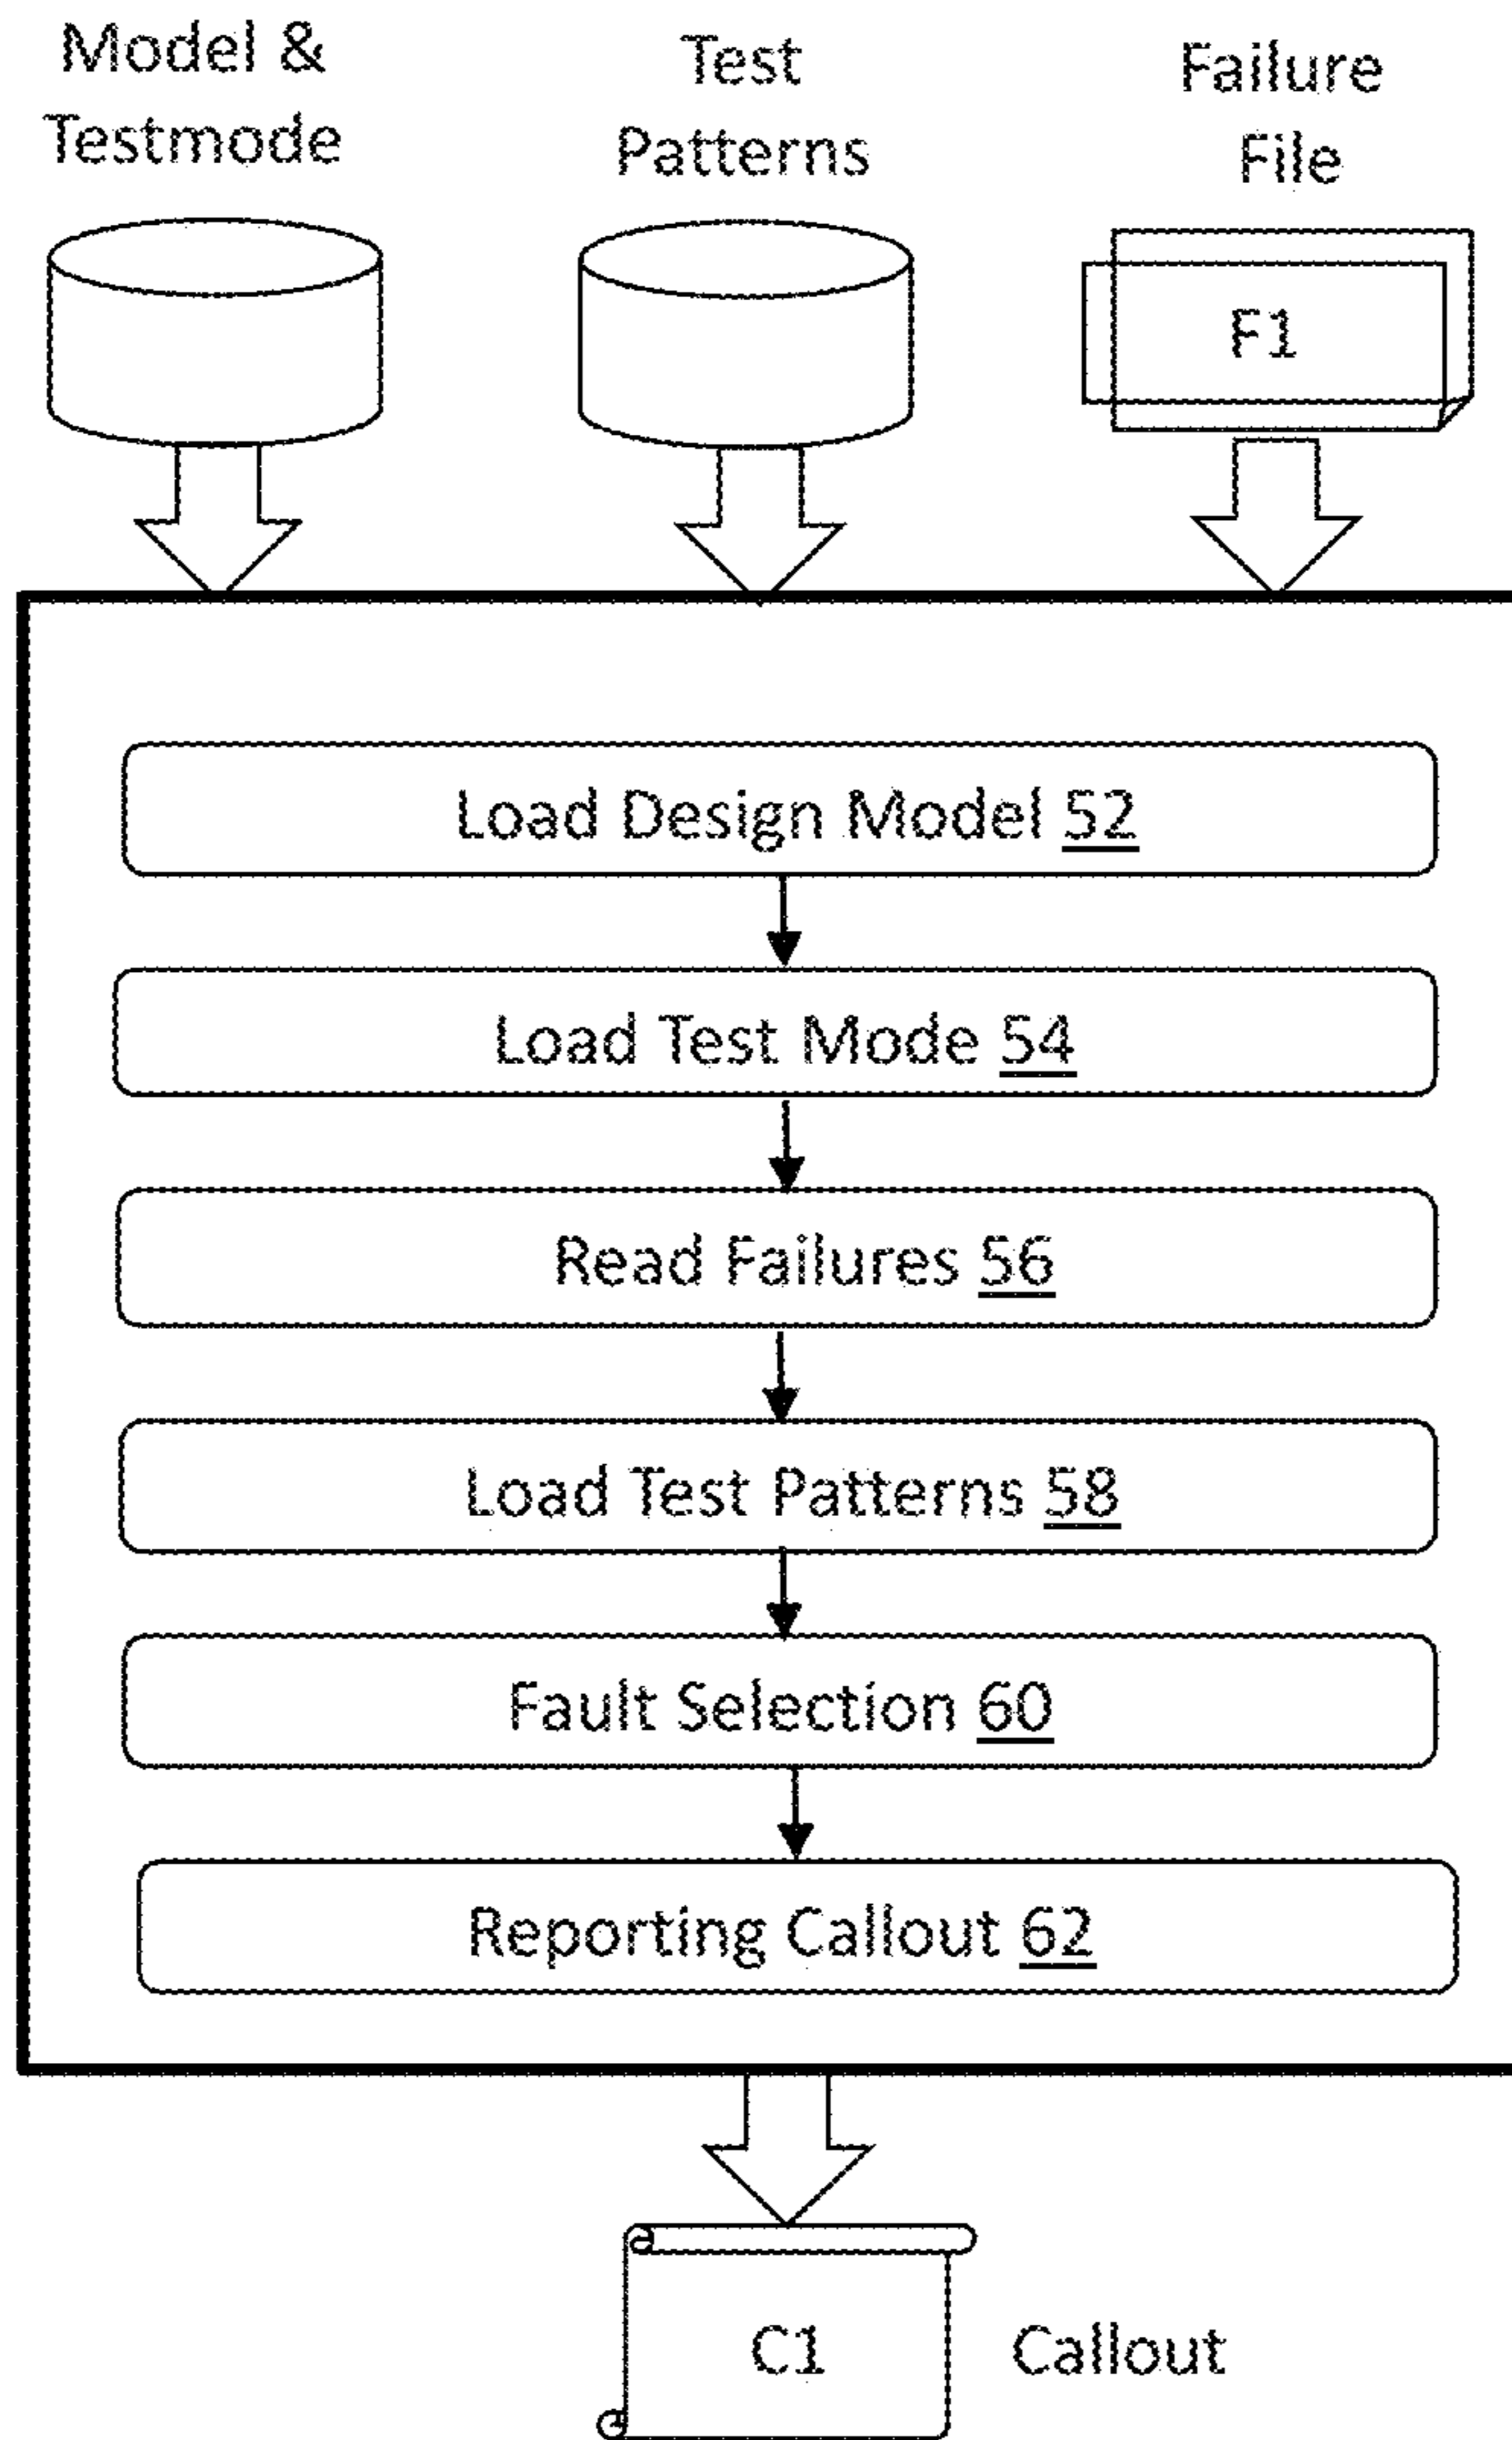 Model &
Testmode
Test
Patterns
Failure
File
F1
Load Design Model 52
Load Test Mode 54
Read Failures 56
Load Test Patterns 58
Fault Selection 60
Reporting Callout 62
C1
Callout